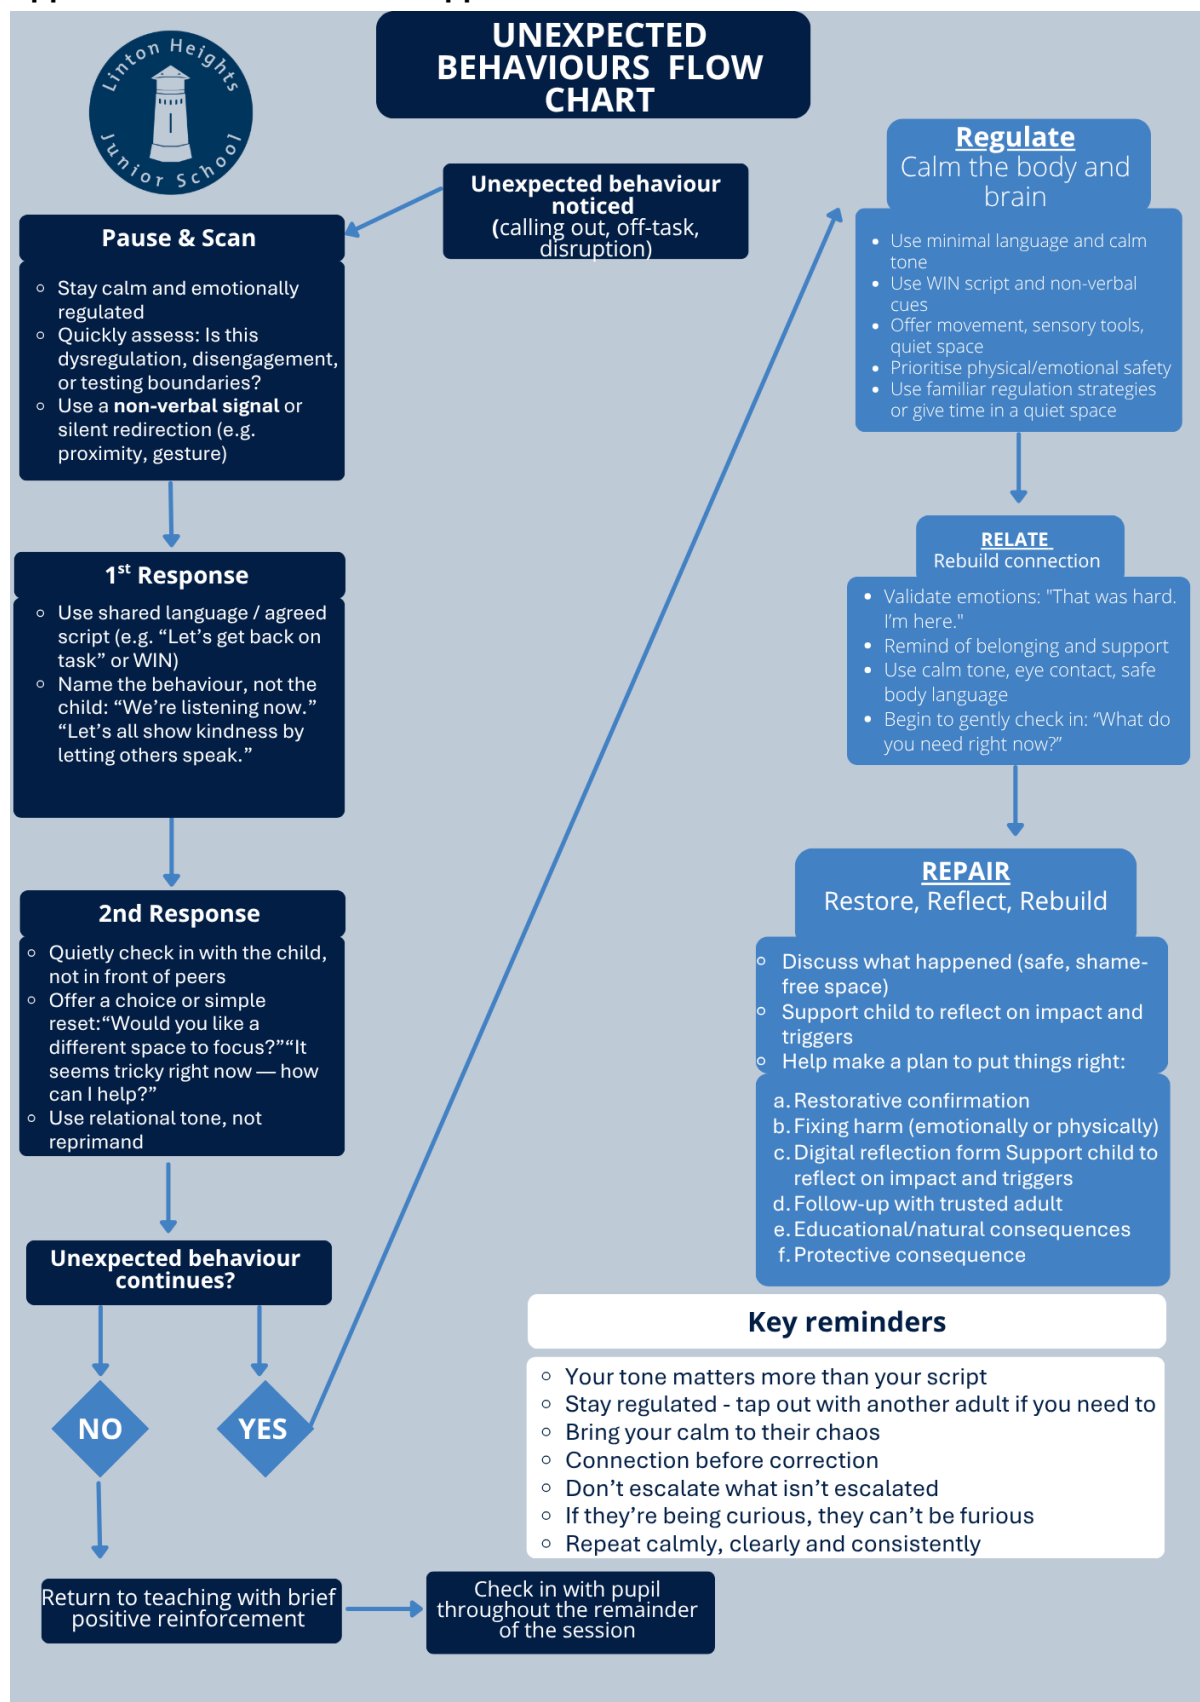 UNEXPECTED
BEHAVIOURS FLOW
CHART
Linton Heights
Junior School
Unexpected behaviour
noticed
(calling out, off-task,
disruption)
Pause & Scan
Stay calm and emotionally
regulated
Quickly assess: Is this
dysregulation, disengagement,
or testing boundaries?
Use a non-verbal signal or
silent redirection (e.g.
proximity, gesture)
1st Response
Use shared language / agreed
script (e.g. “Let’s get back on
task” or WIN)
Name the behaviour, not the
child: “We’re listening now.”
“Let’s all show kindness by
letting others speak.”
2nd Response
Quietly check in with the child,
not in front of peers
Offer a choice or simple
reset:“Would you like a
different space to focus?”“It
seems tricky right now — how
can I help?”
Use relational tone, not
reprimand
Unexpected behaviour
continues?
NO
YES
Return to teaching with brief
positive reinforcement
Check in with pupil
throughout the remainder
of the session
Regulate
Calm the body and
brain
Use minimal language and calm
tone
Use WIN script and non-verbal
cues
Offer movement, sensory tools,
quiet space
Prioritise physical/emotional safety
Use familiar regulation strategies
or give time in a quiet space
RELATE
Rebuild connection
Validate emotions: "That was hard.
I’m here."
Remind of belonging and support
Use calm tone, eye contact, safe
body language
Begin to gently check in: “What do
you need right now?”
REPAIR
Restore, Reflect, Rebuild
Discuss what happened (safe, shame-
free space)
Support child to reflect on impact and
triggers
Help make a plan to put things right:
a. Restorative confirmation
b. Fixing harm (emotionally or physically)
c. Digital reflection form Support child to
reflect on impact and triggers
d. Follow-up with trusted adult
e. Educational/natural consequences
f. Protective consequence
Key reminders
Your tone matters more than your script
Stay regulated - tap out with another adult if you need to
Bring your calm to their chaos
Connection before correction
Don’t escalate what isn’t escalated
If they’re being curious, they can’t be furious
Repeat calmly, clearly and consistently